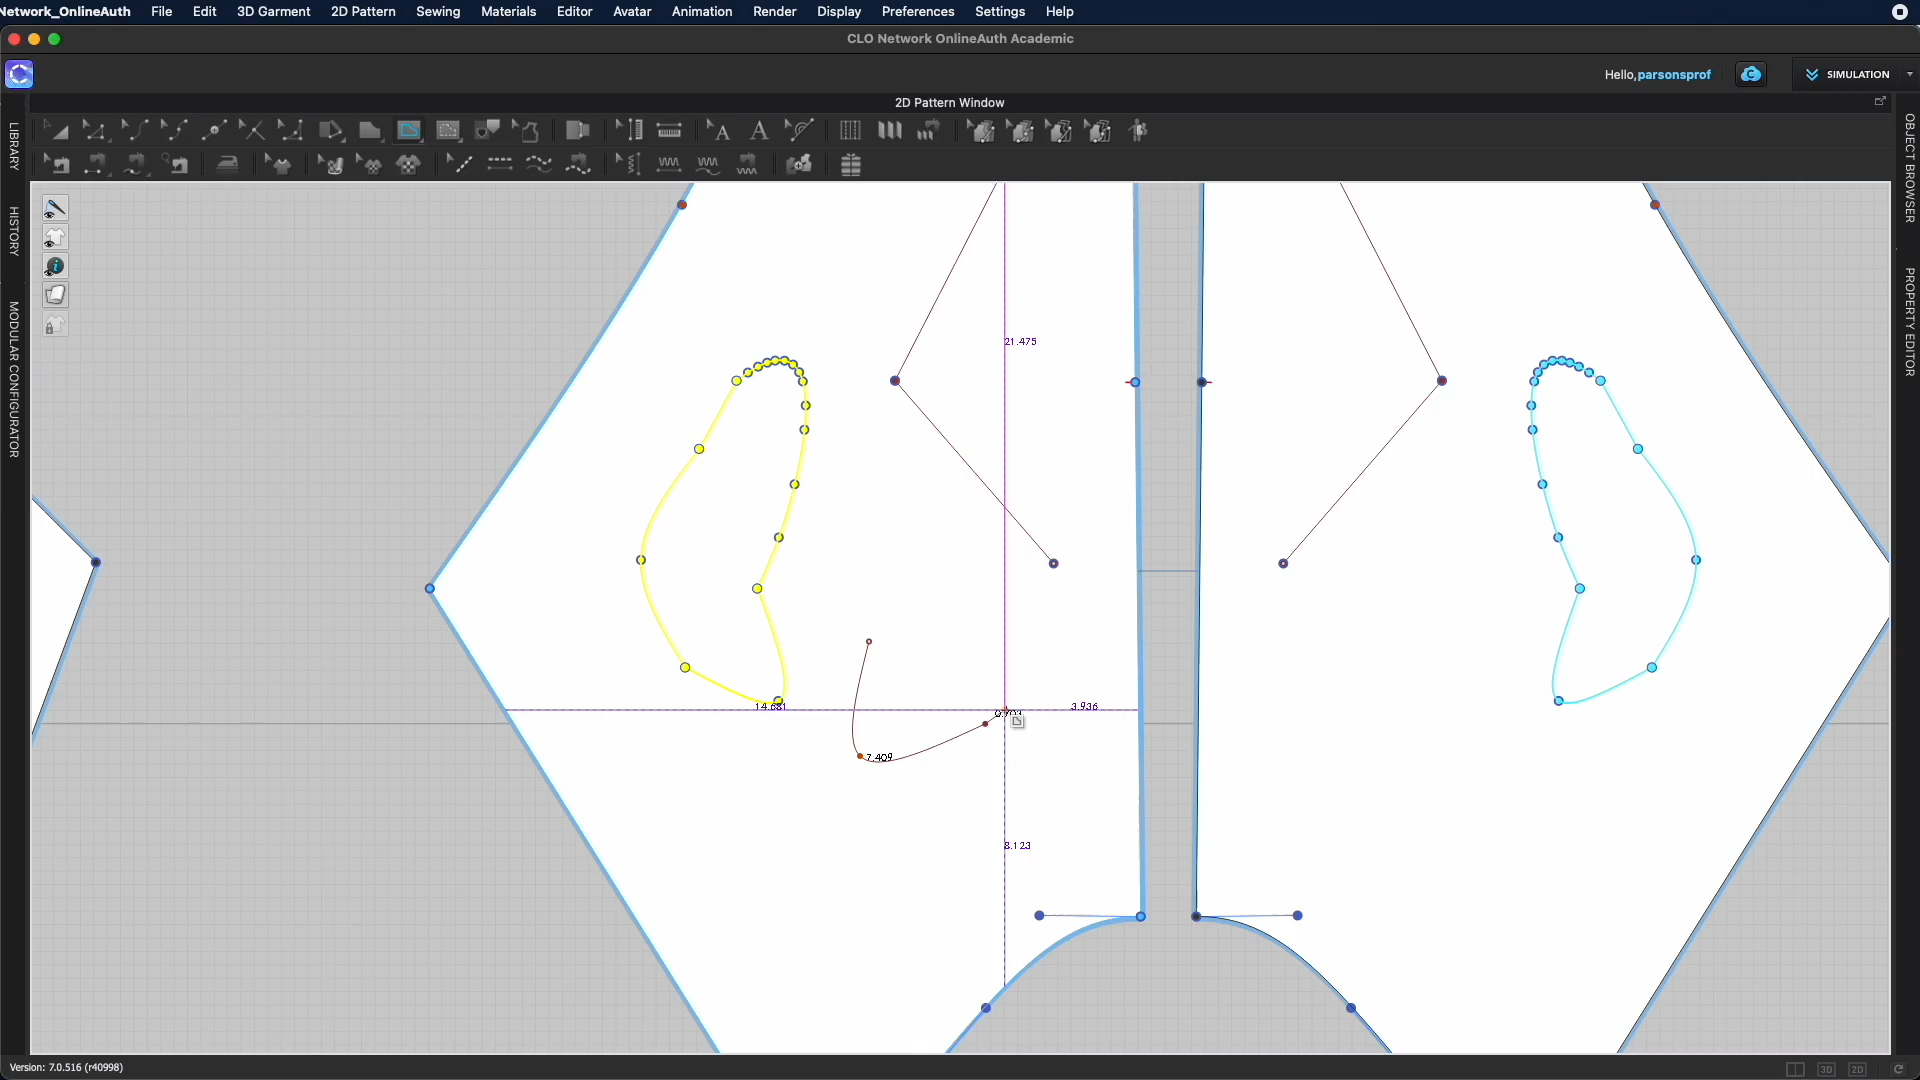 Network_OnlineAuth File Edit 3D Garment 2D Pattern Sewing Materials Editor Avatar Animation Render Display Preferences Settings Help
CLO Network OnlineAuth Academic
Hello,parsonsprof
SIMULATION
2D Pattern Window
LIBRARY
HISTORY
MODULAR CONFIGURATOR
OBJECT BROWSER
PROPERTY EDITOR
21.475
14.681
3.936
7.409
8.123
Version: 7.0.516 (r40998)
3D
2D